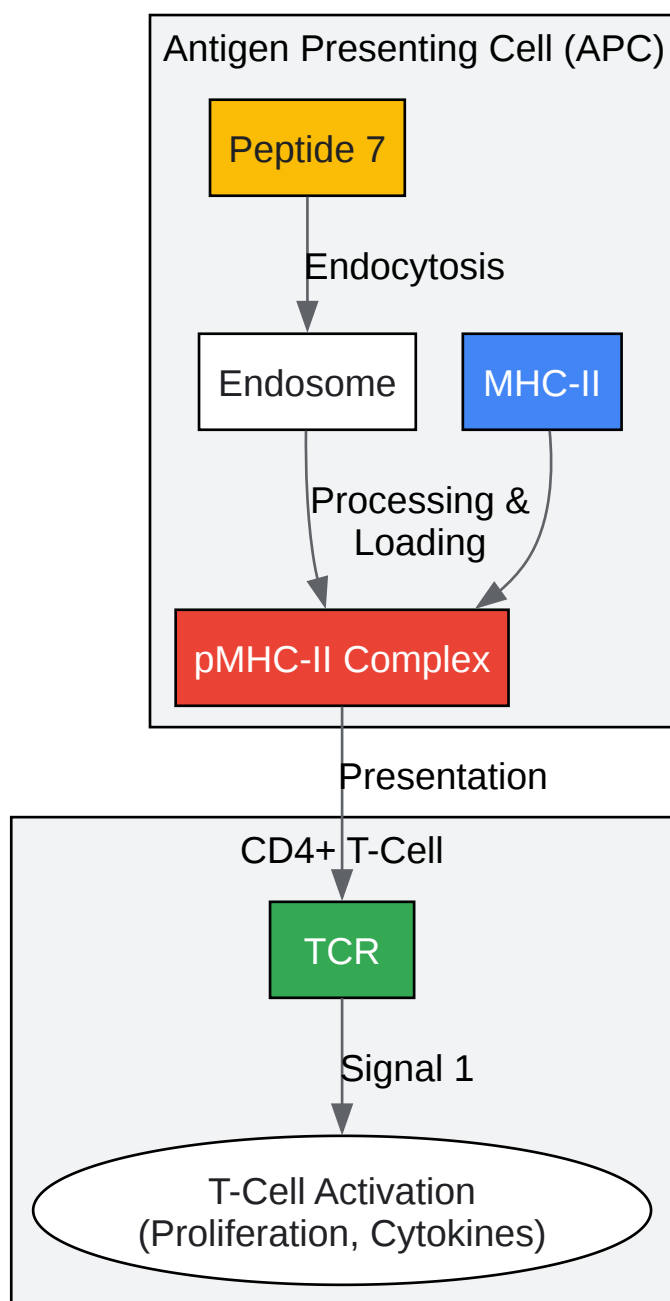 Antigen Presenting Cell (APC)
Peptide 7
Endocytosis
Endosome
MHC-II
Processing &
Loading
pMHC-II Complex
Presentation
CD4+ T-Cell
TCR
Signal 1
T-Cell Activation
(Proliferation, Cytokines)